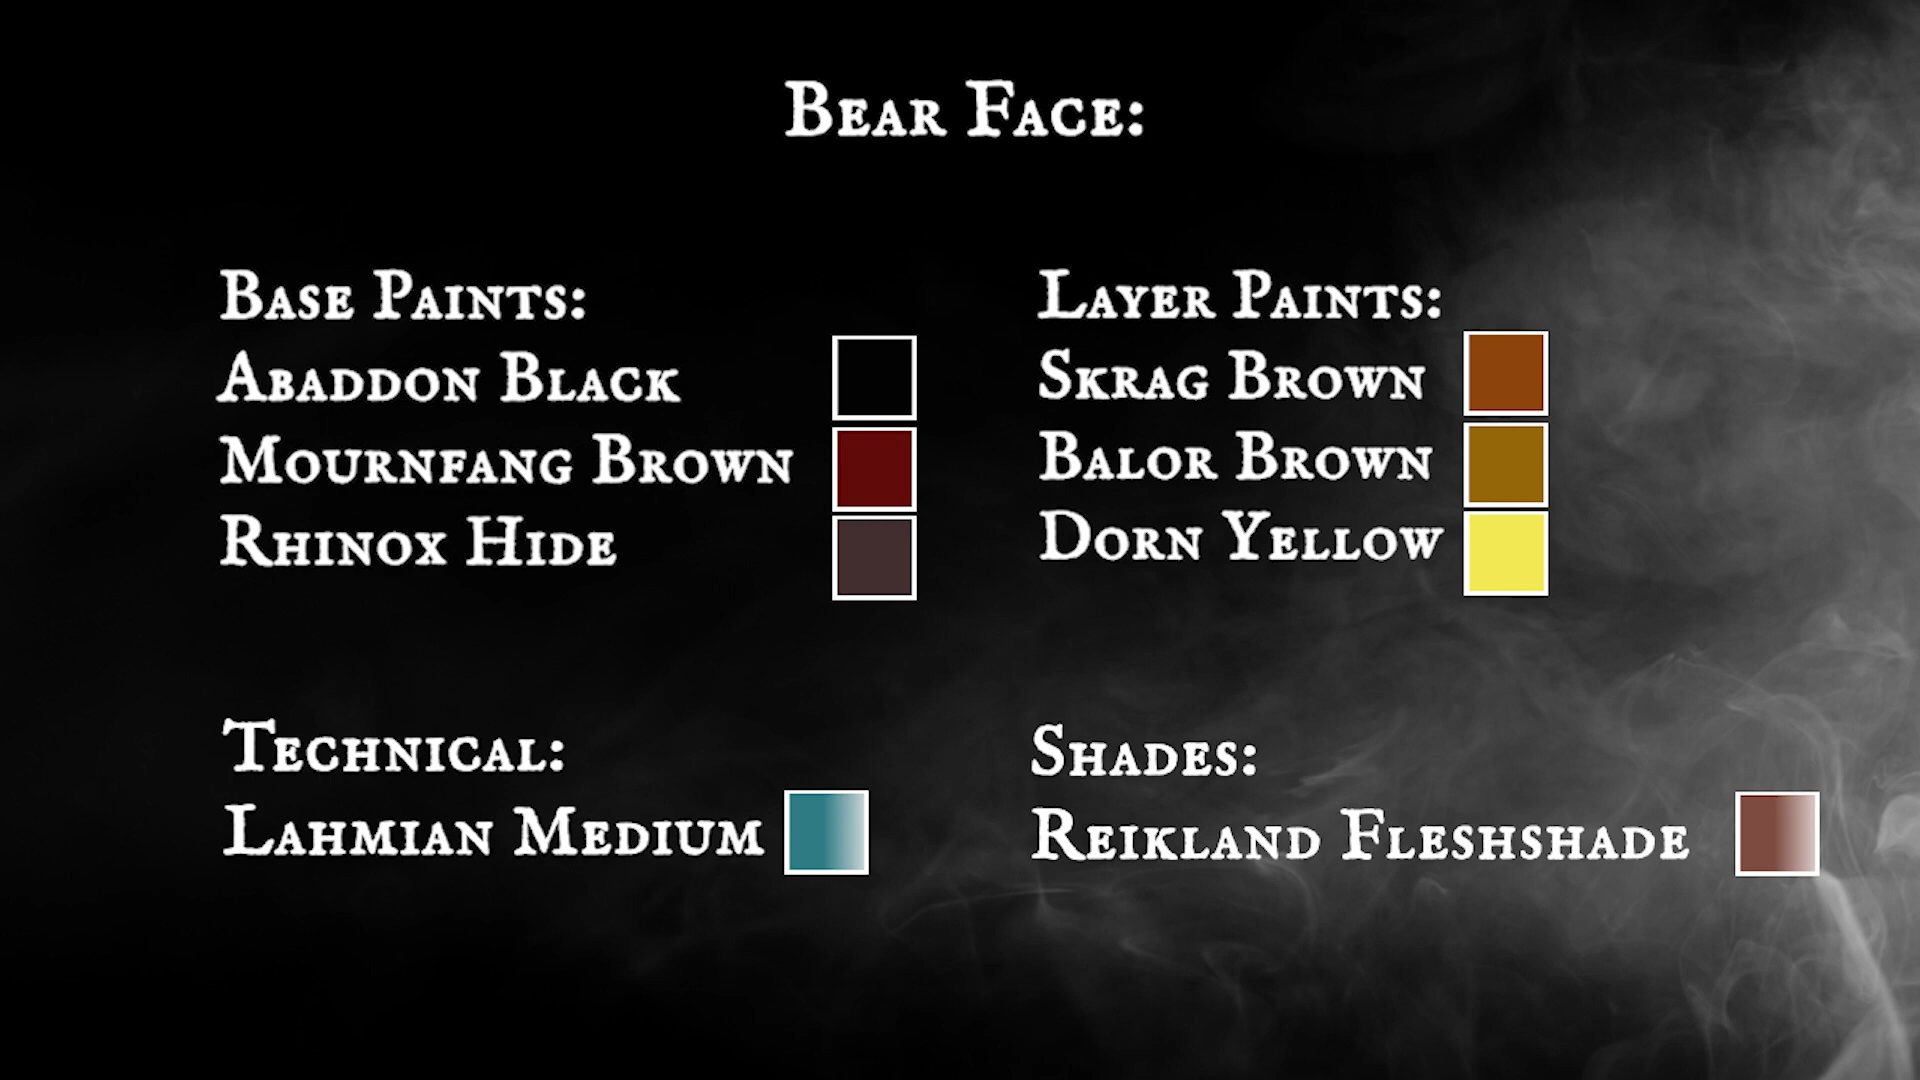 Bear Face:
Base Paints:
Abaddon Black
Mournfang Brown
Rhinox Hide
Layer Paints:
Skrag Brown
Balor Brown
Dorn Yellow
Technical:
Lahmian Medium
Shades:
Reikland Fleshshade